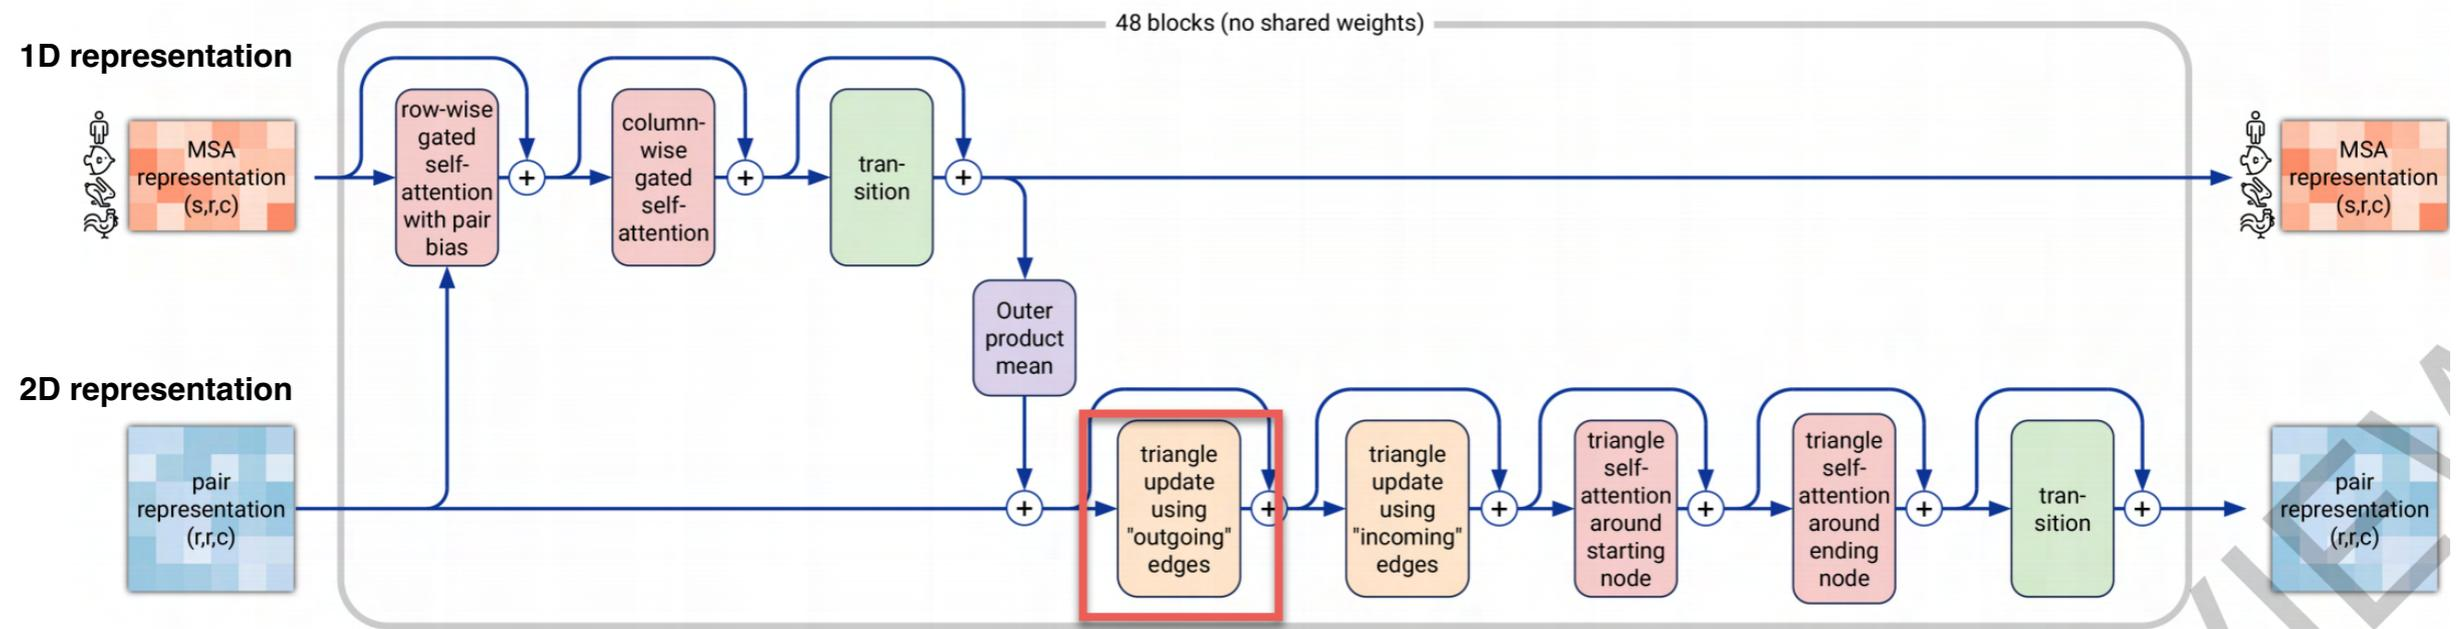 48 blocks (no shared weights)
1D representation
MSA
representation
(s,r,c)
row-wise
gated
self-
attention
with pair
bias
+
column-
wise
gated
self-
attention
+
tran-
sition
+
MSA
representation
(s,r,c)
Outer
product
mean
2D representation
pair
representation
(r,r,c)
+
triangle
update
using
"outgoing"
edges
+
triangle
update
using
"incoming"
edges
+
triangle
self-
attention
around
starting
node
+
triangle
self-
attention
around
ending
node
+
tran-
sition
+
pair
representation
(r,r,c)